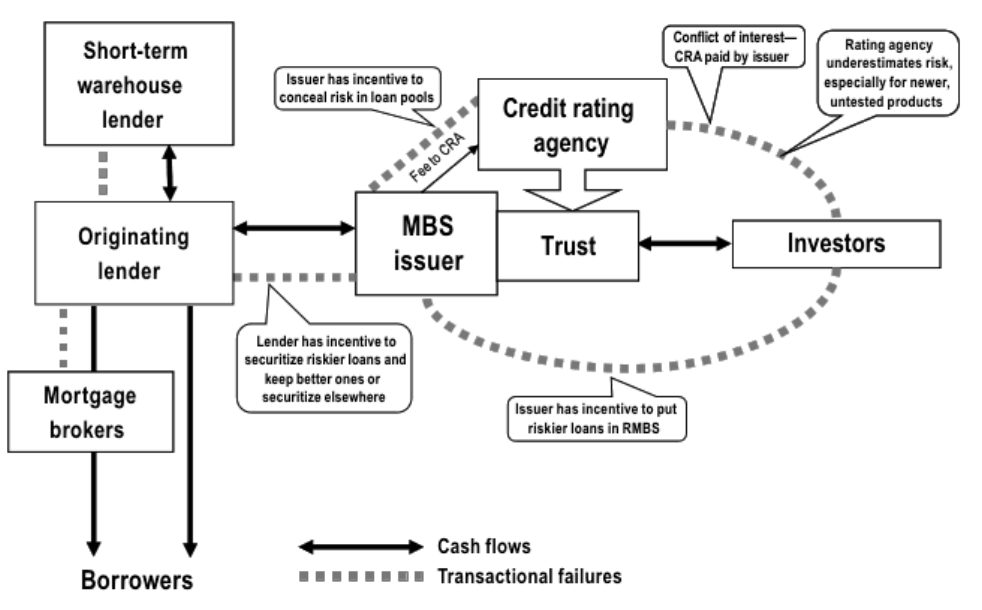 Short-term
warehouse
lender
Issuer has incentive to
conceal risk in loan pools
Fee to CRA
Credit rating
agency
Conflict of interest—
CRA paid by issuer
Rating agency
underestimates risk,
especially for newer,
untested products
Originating
lender
MBS
issuer
Trust
Investors
Lender has incentive to
securitize riskier loans and
keep better ones or
securitize elsewhere
Mortgage
brokers
Issuer has incentive to put
riskier loans in RMBS
Borrowers
Cash flows
Transactional failures